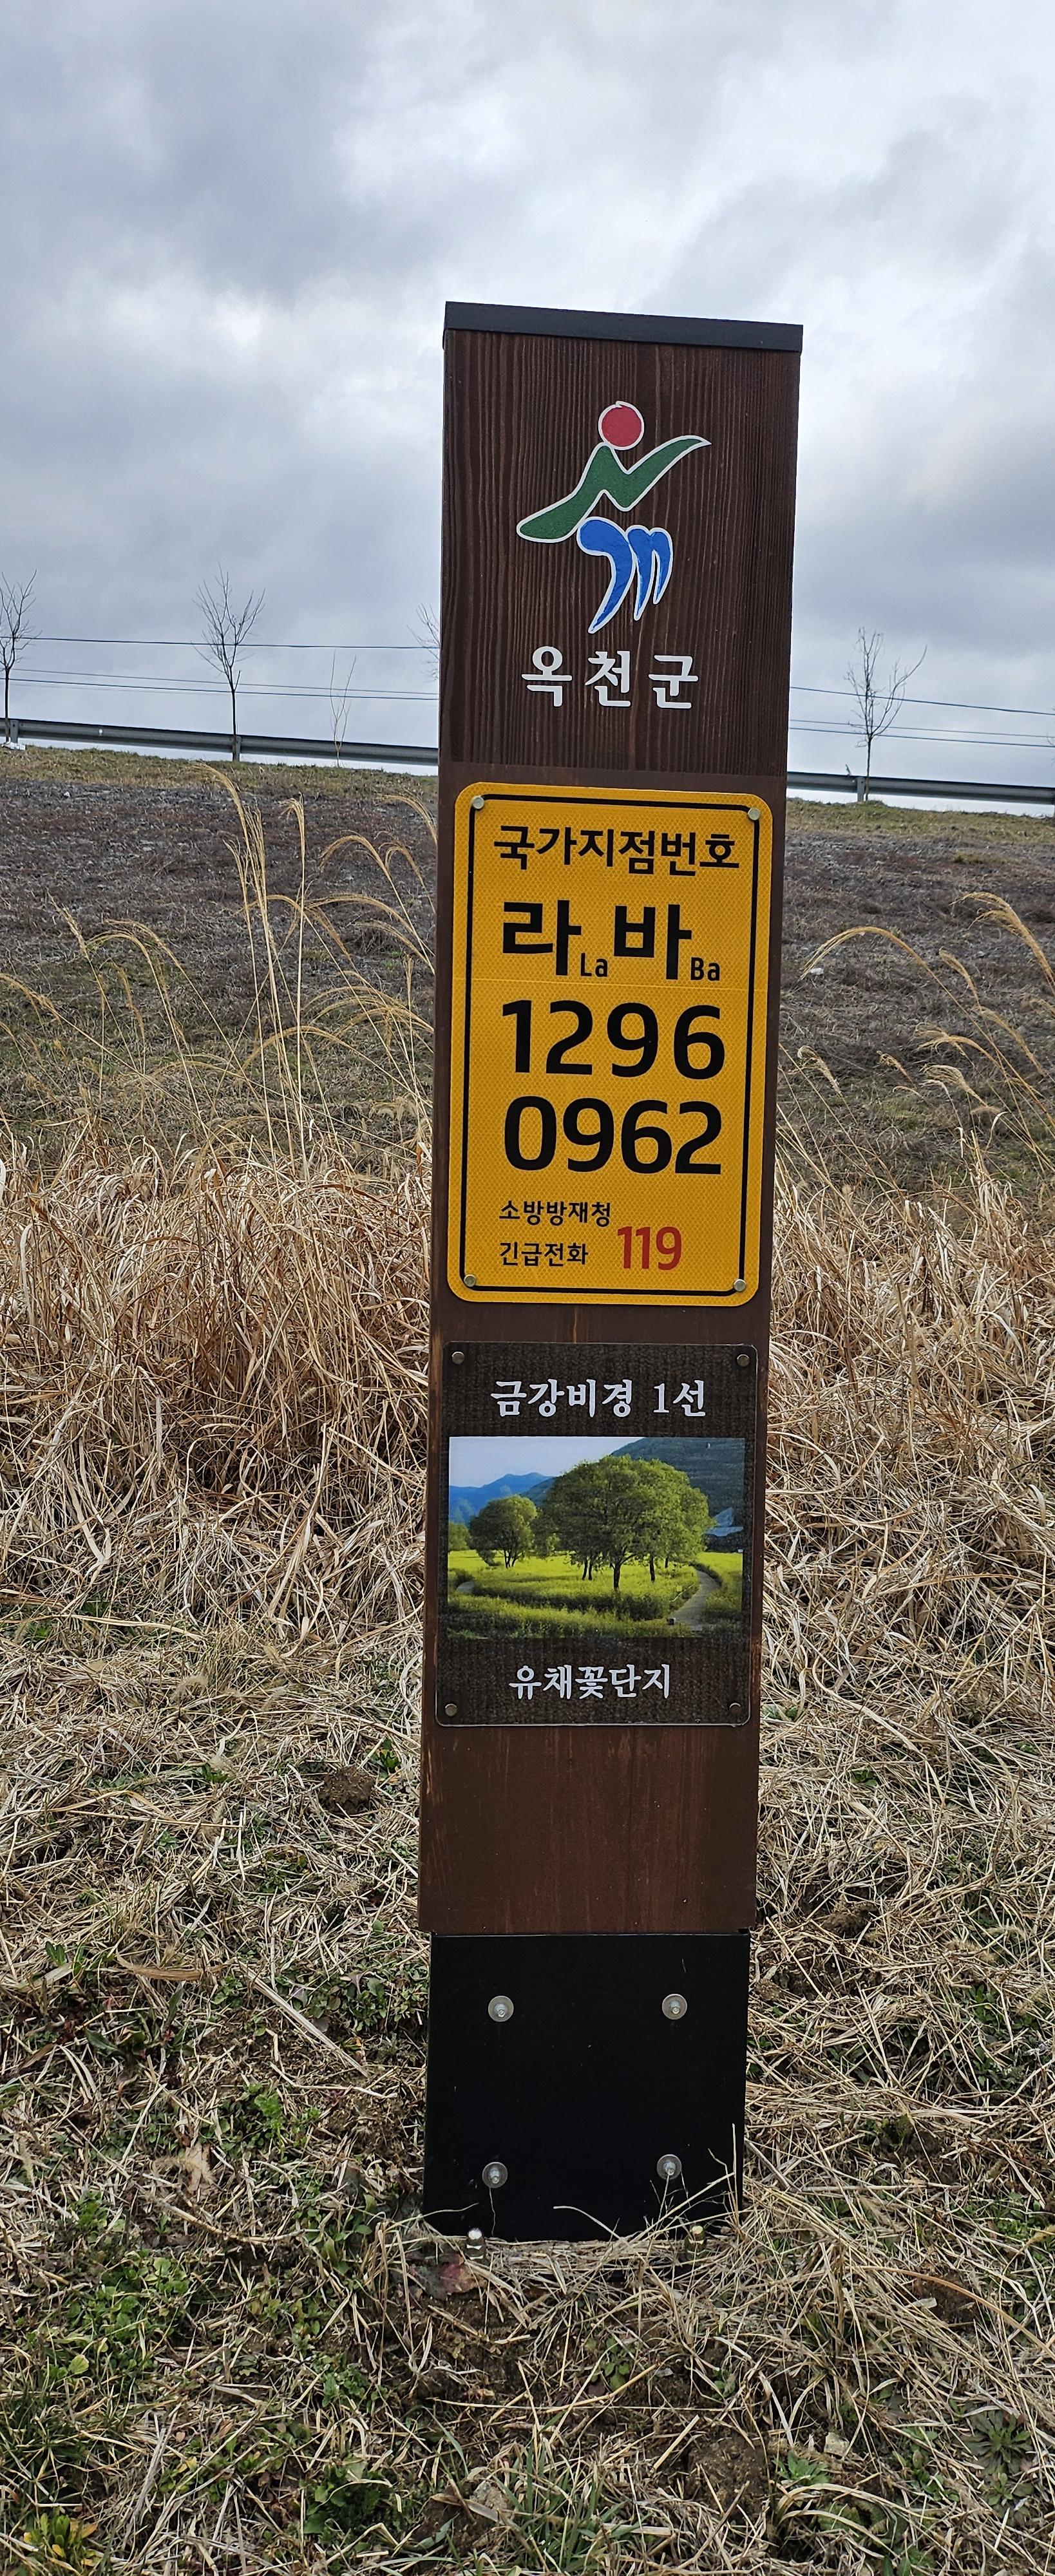 옥천군
국가지점번호
라La바Ba
1296
0962
소방방재청
긴급전화 119
금강비경 1선
유채꽃단지